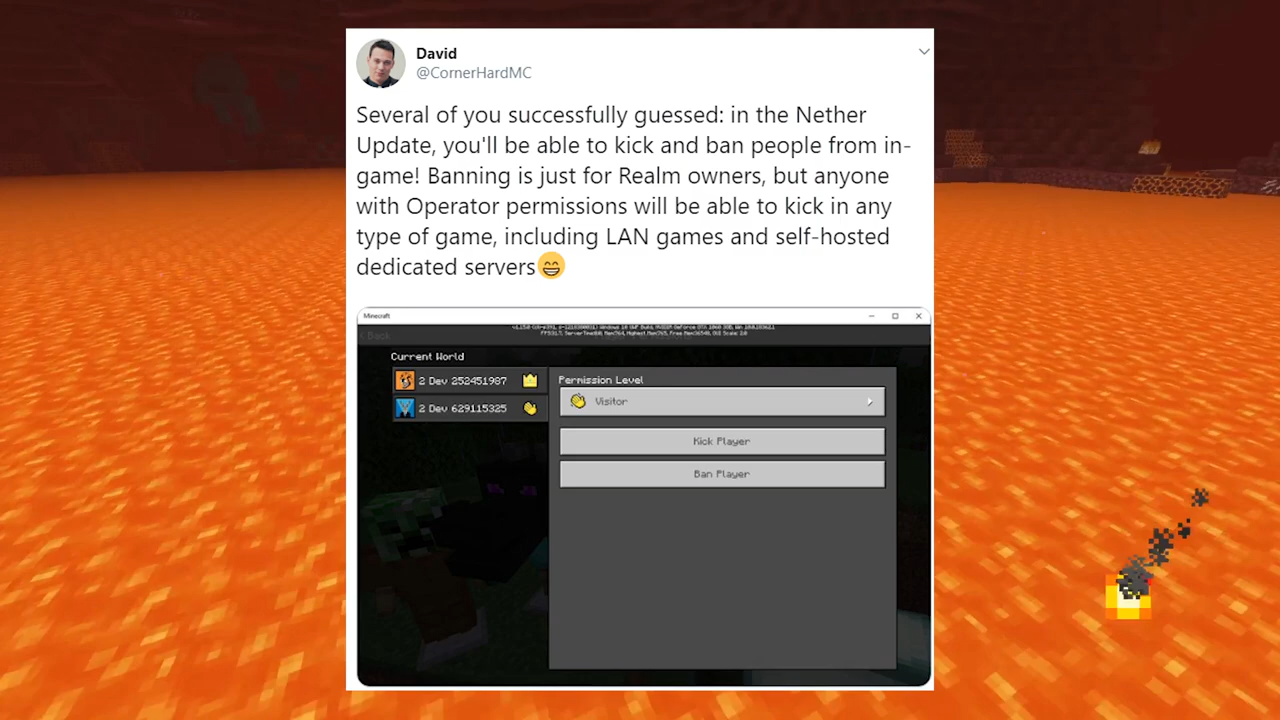 David
@CornerHardMC
Several of you successfully guessed: in the Nether
Update, you'll be able to kick and ban people from in-
game! Banning is just for Realm owners, but anyone
with Operator permissions will be able to kick in any
type of game, including LAN games and self-hosted
dedicated servers😄
Minecraft
< Back
Current World
2 Dev 252451987
2 Dev 629115325
Permission Level
Visitor
Kick Player
Ban Player